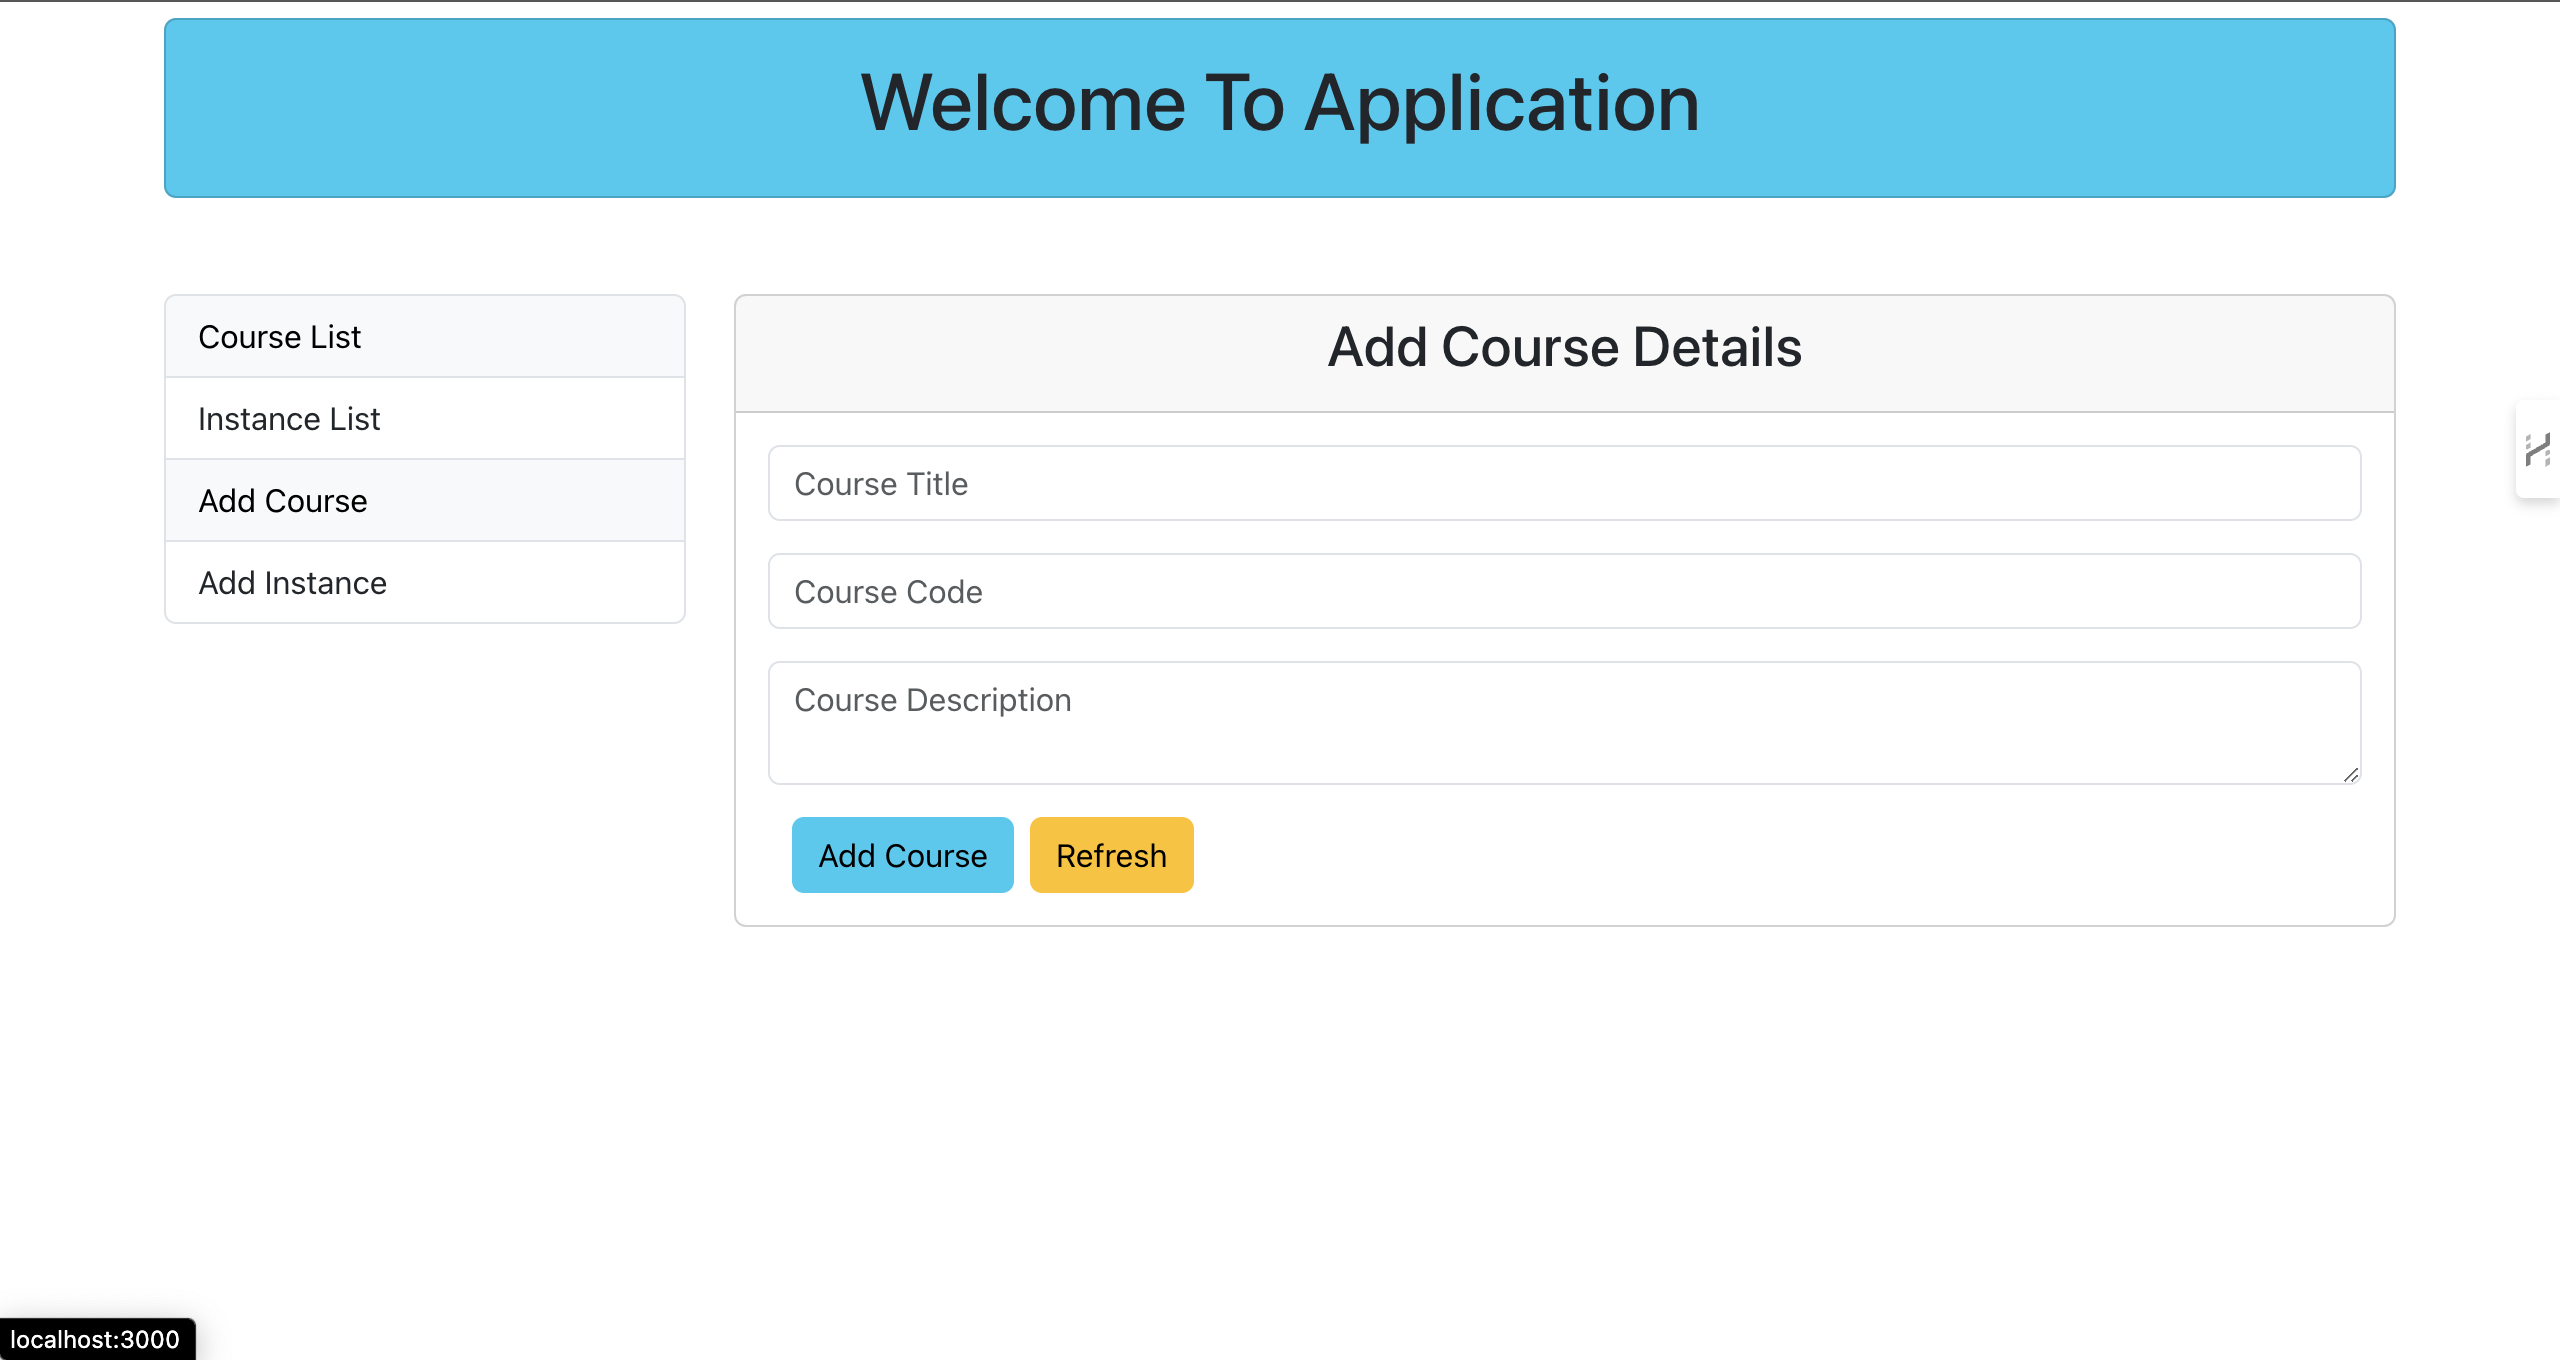 Welcome To Application
Course List
Instance List
Add Course
Add Instance
Add Course Details
Course Title
Course Code
Course Description
Add Course
Refresh
localhost:3000